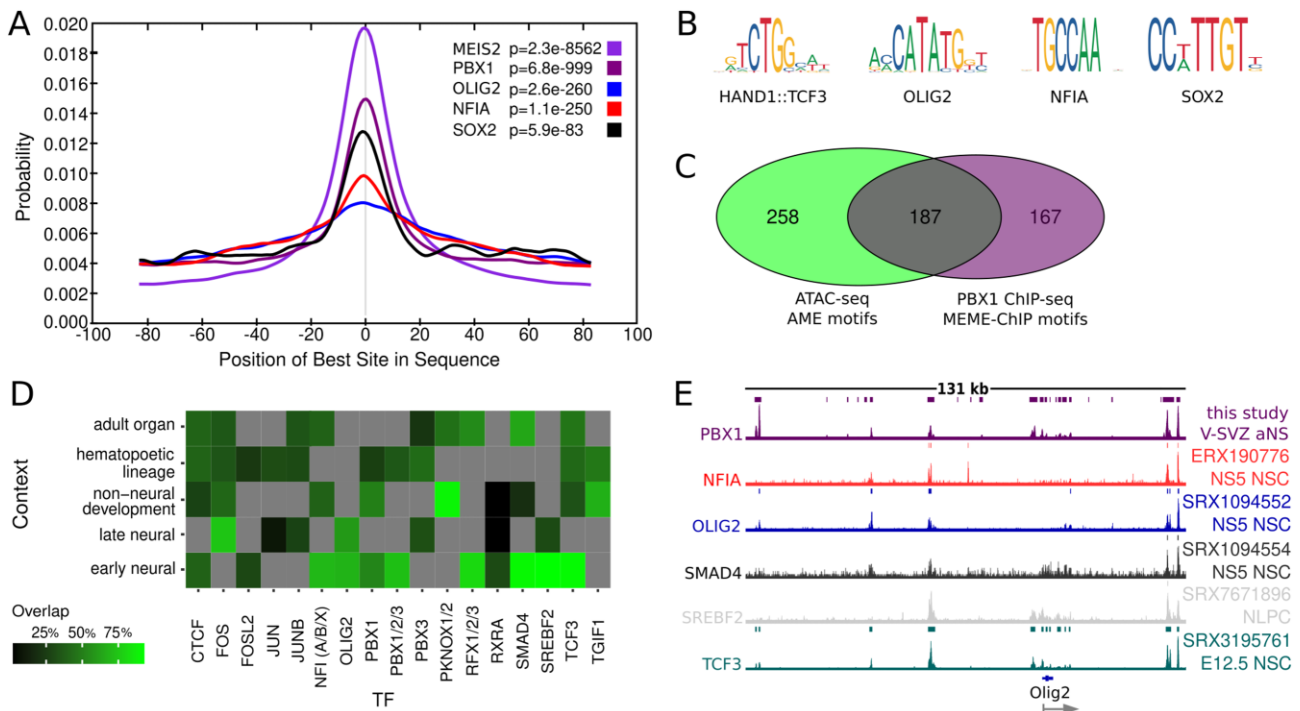 A
0.020
0.018
0.016
0.014
0.012
0.010
0.008
0.006
0.004
0.002
0.000
Probability
-100 -80 -60 -40 -20 0 20 40 60 80 100
Position of Best Site in Sequence
MEIS2 p=2.3e-8562
PBX1 p=6.8e-999
OLIG2 p=2.6e-260
NFIA p=1.1e-250
SOX2 p=5.9e-83
B
CTGG CATATG TGCCAA CC TTGT
HAND1::TCF3 OLIG2 NFIA SOX2
C
258 187 167
ATAC-seq
AME motifs
PBX1 ChIP-seq
MEME-ChIP motifs
D
Context
adult organ
hematopoetic
lineage
non-neural
development
late neural
early neural
Overlap
25% 50% 75%
CTCF
FOS
FOSL2
JUN
JUNB
NFI (A/B/X)
OLIG2
PBX1
PBX1/2/3
PBX3
PKNOX1/2
RFX1/2/3
RXRA
SMAD4
SREBF2
TCF3
TGIF1
TF
E
131 kb
PBX1
this study
V-SVZ aNS
NFIA
ERX190776
NS5 NSC
OLIG2
SRX1094552
NS5 NSC
SMAD4
SRX1094554
NS5 NSC
SREBF2
SRX7671896
NLPC
TCF3
SRX3195761
E12.5 NSC
Olig2